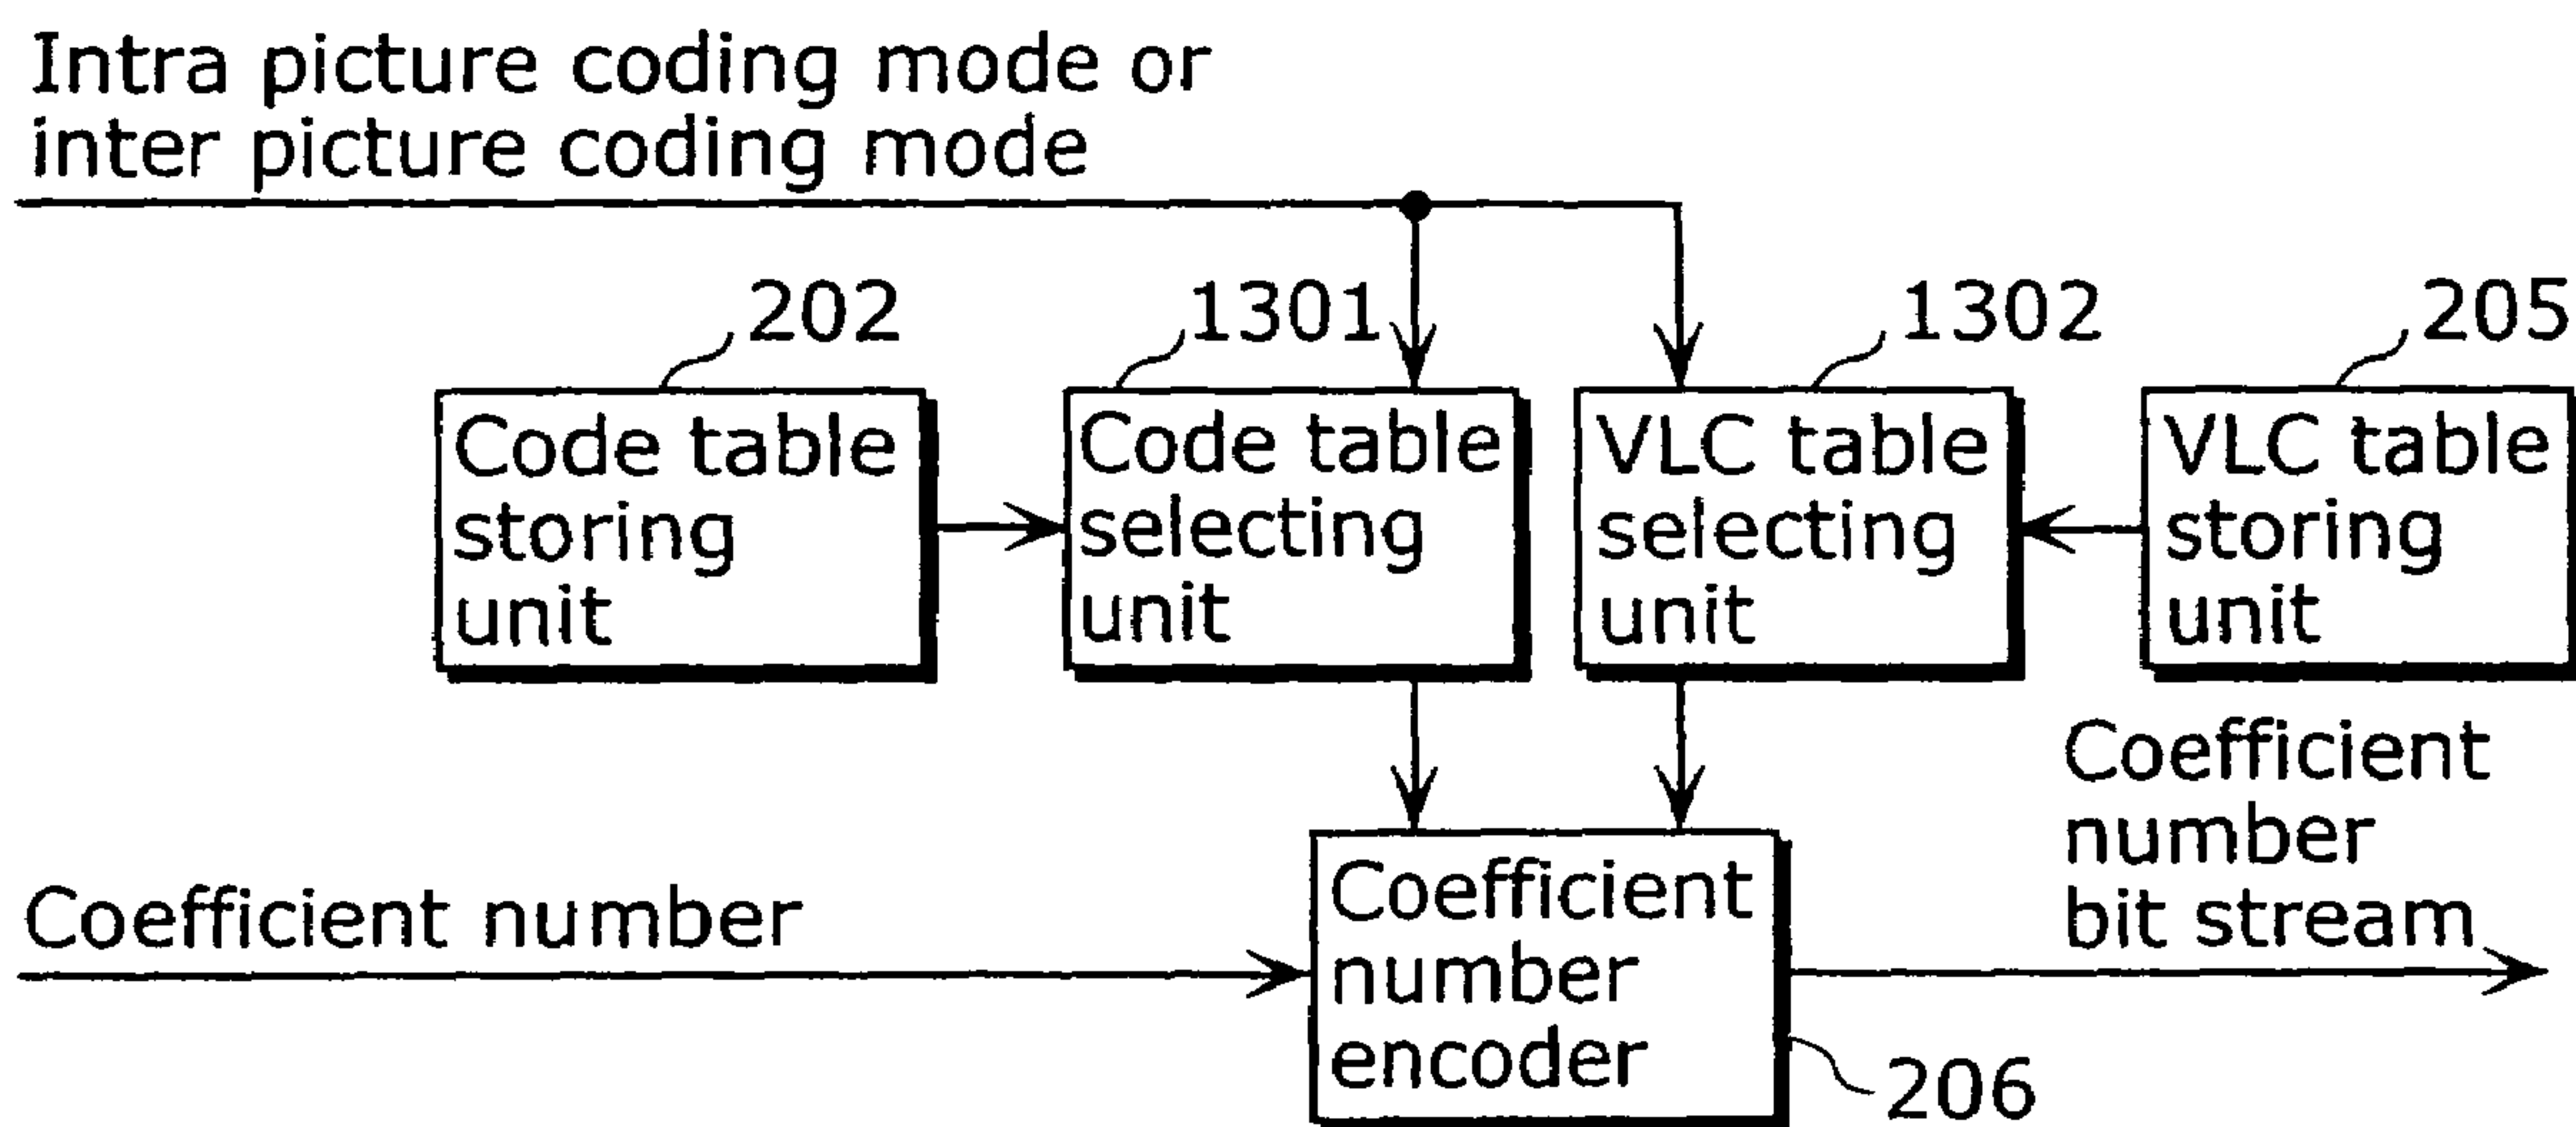 Intra picture coding mode or
inter picture coding mode
202
1301
1302
205
Code table
storing
unit
Code table
selecting
unit
VLC table
selecting
unit
VLC table
storing
unit
Coefficient
number
bit stream
Coefficient number
Coefficient
number
encoder
206